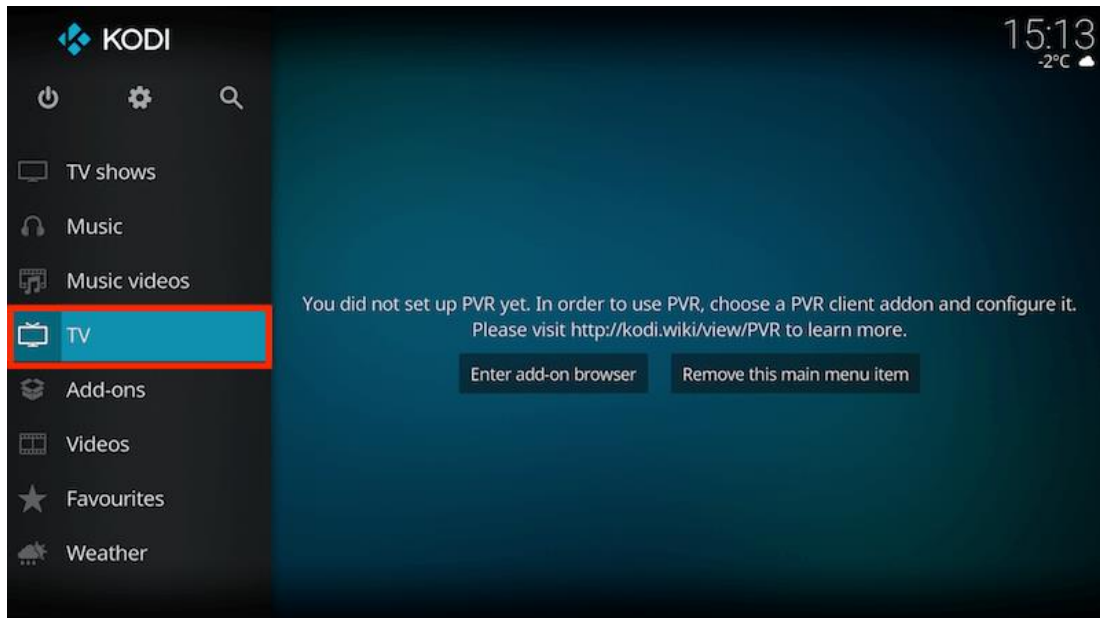 KODI
15:13
-2°C
TV shows
Music
Music videos
TV
Add-ons
Videos
Favourites
Weather
You did not set up PVR yet. In order to use PVR, choose a PVR client addon and configure it.
Please visit http://kodi.wiki/view/PVR to learn more.
Enter add-on browser
Remove this main menu item